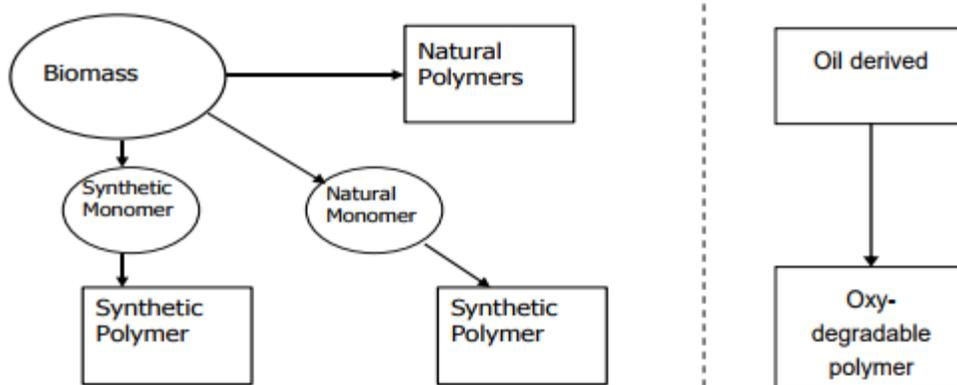 Biomass
Natural
Polymers
Oil derived
Synthetic
Monomer
Natural
Monomer
Synthetic
Polymer
Synthetic
Polymer
Oxy-
degradable
polymer